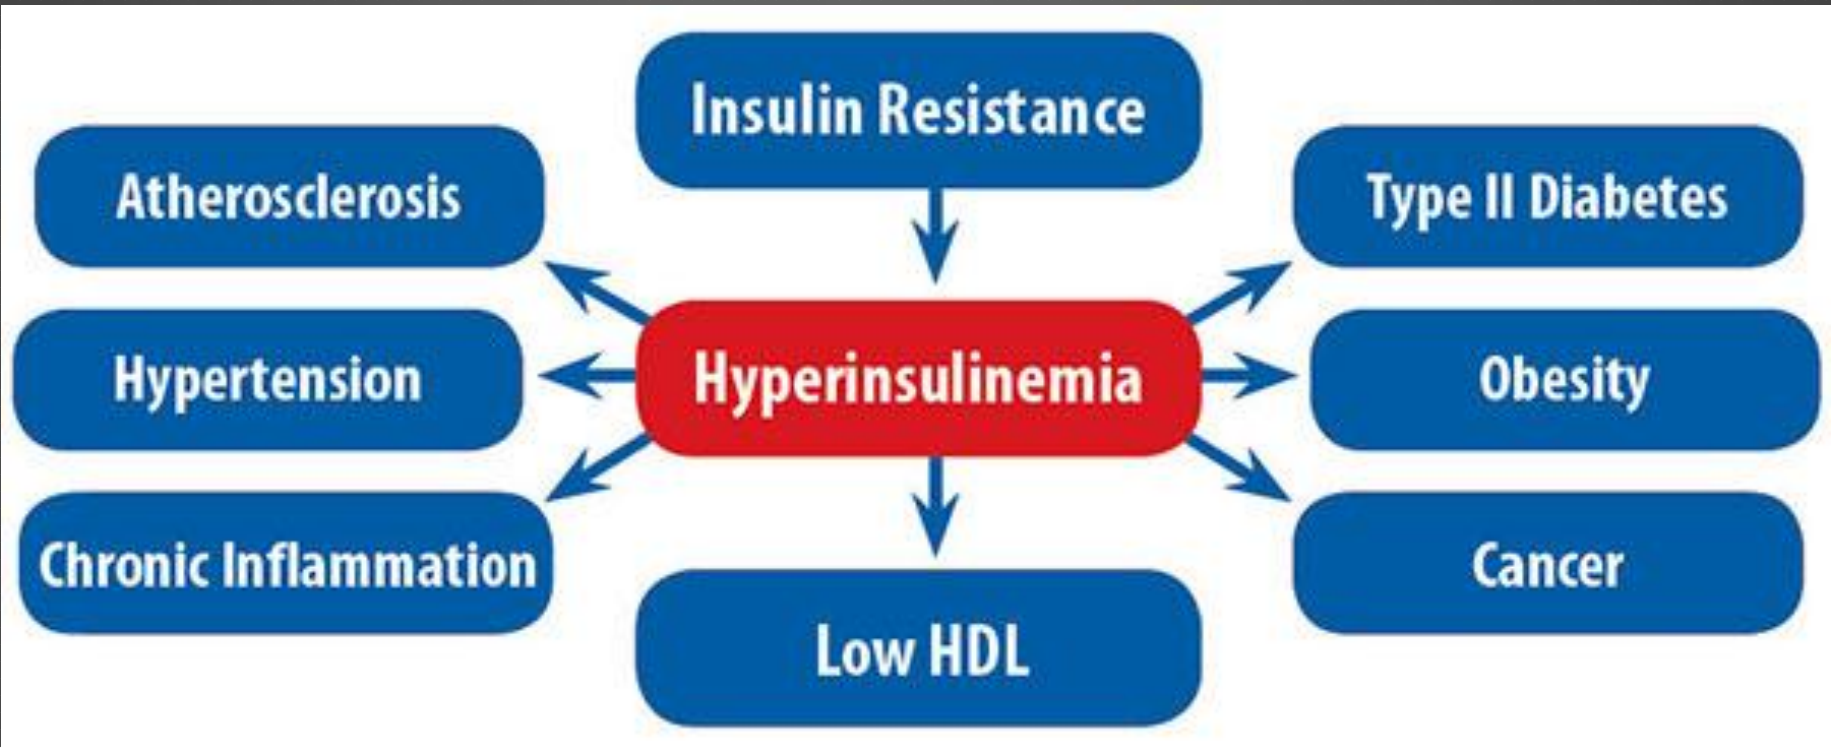 Insulin Resistance
Atherosclerosis
Type II Diabetes
Hypertension
Hyperinsulinemia
Obesity
Chronic Inflammation
Cancer
Low HDL